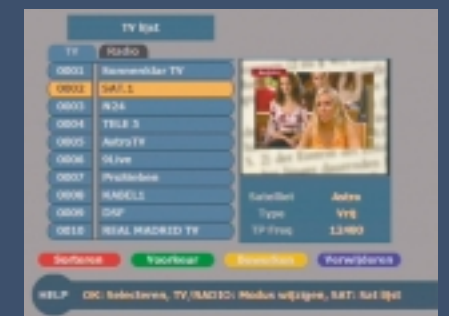 TV lijst
TV Radio
0001 Sonnenklar TV
0002 SAT.1
0003 N24
0004 TELE 5
0005 AstroTV
0006 9Live
0007 ProSieben
0008 KABEL1
0009 DSF
0010 REAL MADRID TV
Satelliet Astra
Type Vrij
TP Freq 12480
Sorteren Voorkeur Bewerken Verwijderen
HELP OK: Selecteren, TV/RADIO: Modus wijzigen, SAT: Sat lijst